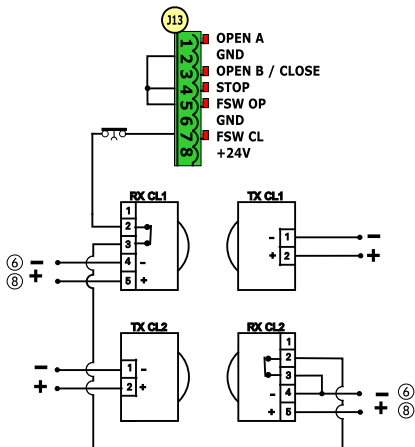 J13
1 OPEN A
2 GND
3 OPEN B / CLOSE
4 STOP
5 FSW OP
6 GND
7 FSW CL
8 +24V
RX CL1
1
2
3
4 -
5 +
⑥ -
⑧ +
TX CL1
- 1 -
+ 2 +
TX CL2
- 1 -
+ 2 +
RX CL2
1
2
3
- 4 - ⑥
+ 5 + ⑧